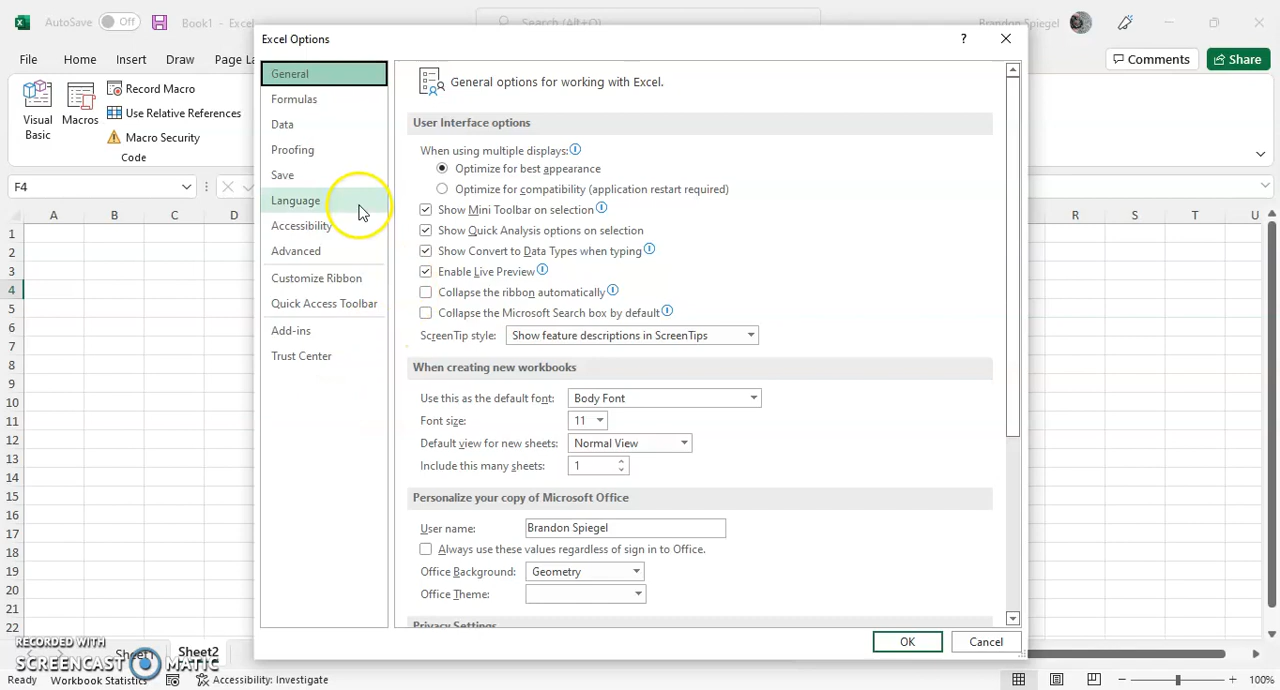 AutoSave Off Book1 - Excel Search (Alt+Q) Brandon Spiegel
File Home Insert Draw Page La Comments Share
Visual Basic
Macros
Record Macro
Use Relative References
Macro Security
Code
F4
A B C D R S T U
1
2
3
4
5
6
7
8
9
10
11
12
13
14
15
16
17
18
19
20
21
22
Excel Options ?
General
Formulas
Data
Proofing
Save
Language
Accessibility
Advanced
Customize Ribbon
Quick Access Toolbar
Add-ins
Trust Center
General options for working with Excel.
User Interface options
When using multiple displays:
Optimize for best appearance
Optimize for compatibility (application restart required)
Show Mini Toolbar on selection
Show Quick Analysis options on selection
Show Convert to Data Types when typing
Enable Live Preview
Collapse the ribbon automatically
Collapse the Microsoft Search box by default
ScreenTip style: Show feature descriptions in ScreenTips
When creating new workbooks
Use this as the default font: Body Font
Font size: 11
Default view for new sheets: Normal View
Include this many sheets: 1
Personalize your copy of Microsoft Office
User name: Brandon Spiegel
Always use these values regardless of sign in to Office.
Office Background: Geometry
Office Theme:
Privacy Settings
OK Cancel
Sheet1 Sheet2
RECORDED WITH
SCREENCAST MATIC
Ready Workbook Statistics Accessibility: Investigate 100%